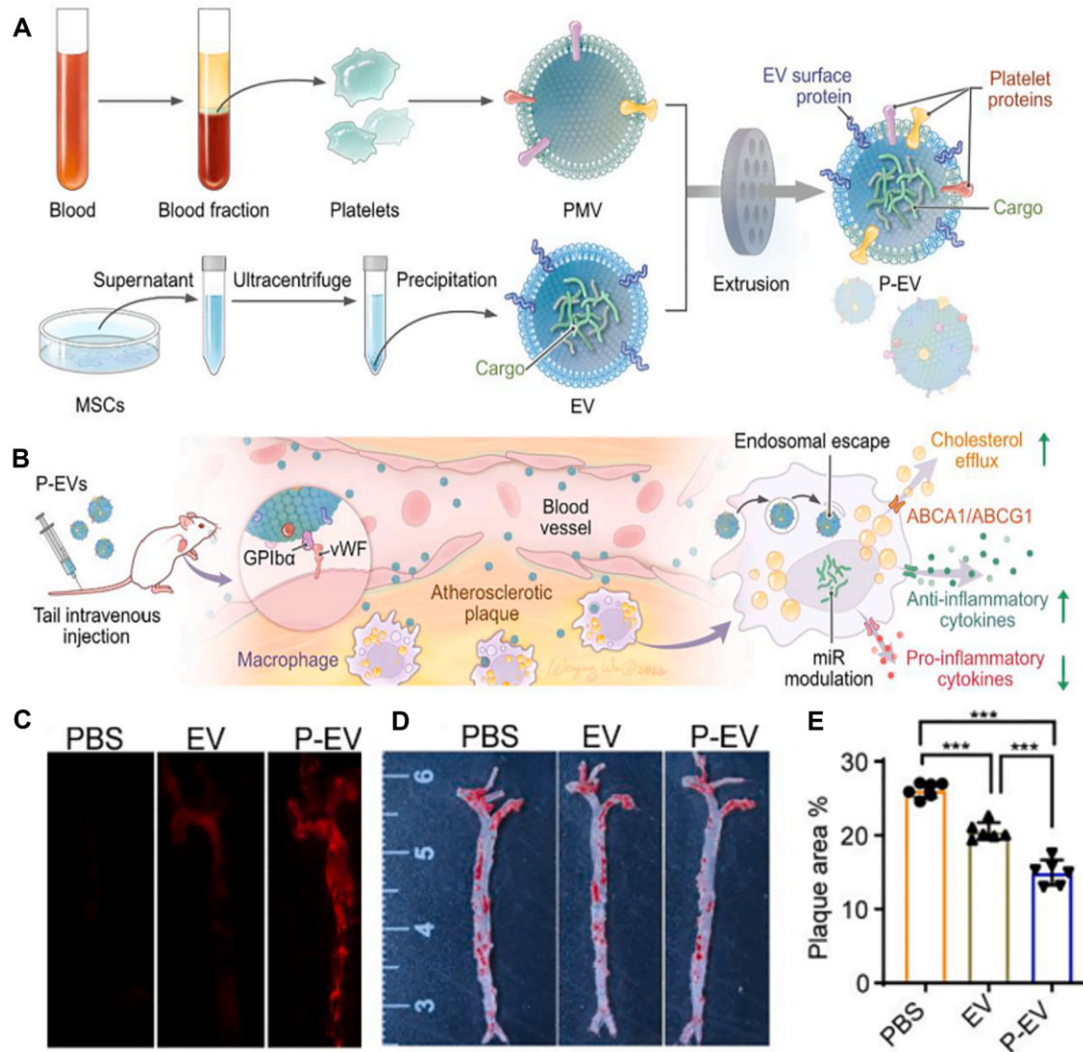 A
Blood
Blood fraction
Platelets
PMV
EV surface
protein
Platelet
proteins
Cargo
Extrusion
P-EV
Supernatant
Ultracentrifuge
Precipitation
MSCs
Cargo
EV
B
P-EVs
Tail intravenous
injection
GPIbα
vWF
Blood
vessel
Atherosclerotic
plaque
Macrophage
Endosomal escape
Cholesterol
efflux
ABCA1/ABCG1
Anti-inflammatory
cytokines
miR
modulation
Pro-inflammatory
cytokines
C
PBS
EV
P-EV
D
PBS
EV
P-EV
6
5
4
3
E
***
***
***
Plaque area %
30
20
10
0
PBS
EV
P-EV